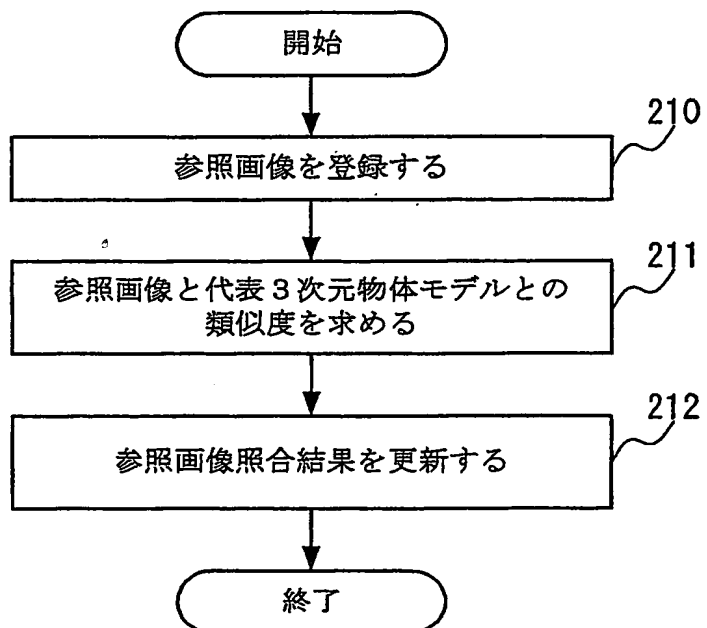 開始
210
参照画像を登録する
211
参照画像と代表3次元物体モデルとの
類似度を求める
212
参照画像照合結果を更新する
終了